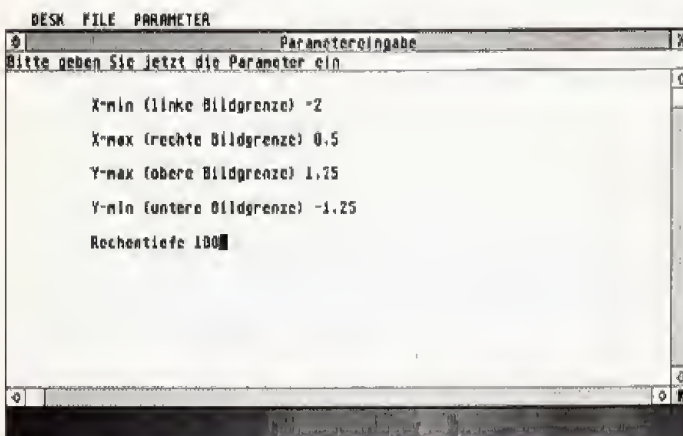 DESK FILE PARAMETER
Parametereingabe
Bitte geben Sie jetzt die Parameter ein
X-min (linke Bildgrenze) -2
X-max (rechte Bildgrenze) 0.5
Y-max (obere Bildgrenze) 1.25
Y-min (untere Bildgrenze) -1.25
Rechentiefe 100